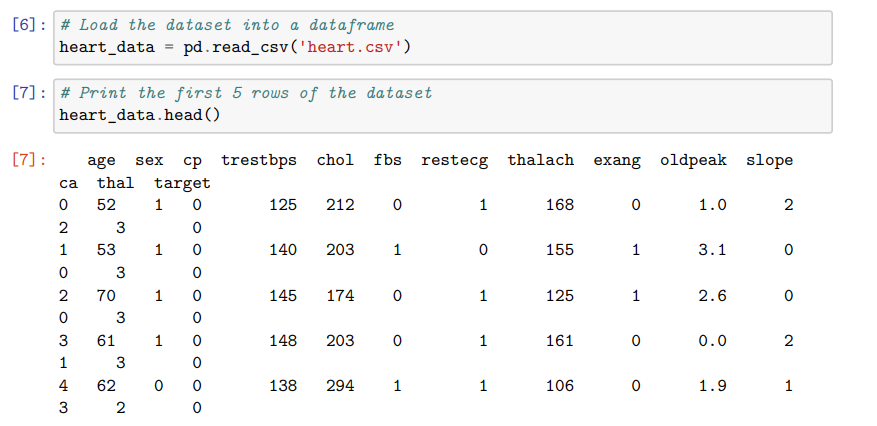 [6]: # Load the dataset into a dataframe
heart_data = pd.read_csv('heart.csv')
[7]: # Print the first 5 rows of the dataset
heart_data.head()
[7]: age sex cp trestbps chol fbs restecg thalach exang oldpeak slope
ca thal target
0 52 1 0 125 212 0 1 168 0 1.0 2
2 3 0
1 53 1 0 140 203 1 0 155 1 3.1 0
0 3 0
2 70 1 0 145 174 0 1 125 1 2.6 0
0 3 0
3 61 1 0 148 203 0 1 161 0 0.0 2
1 3 0
4 62 0 0 138 294 1 1 106 0 1.9 1
3 2 0